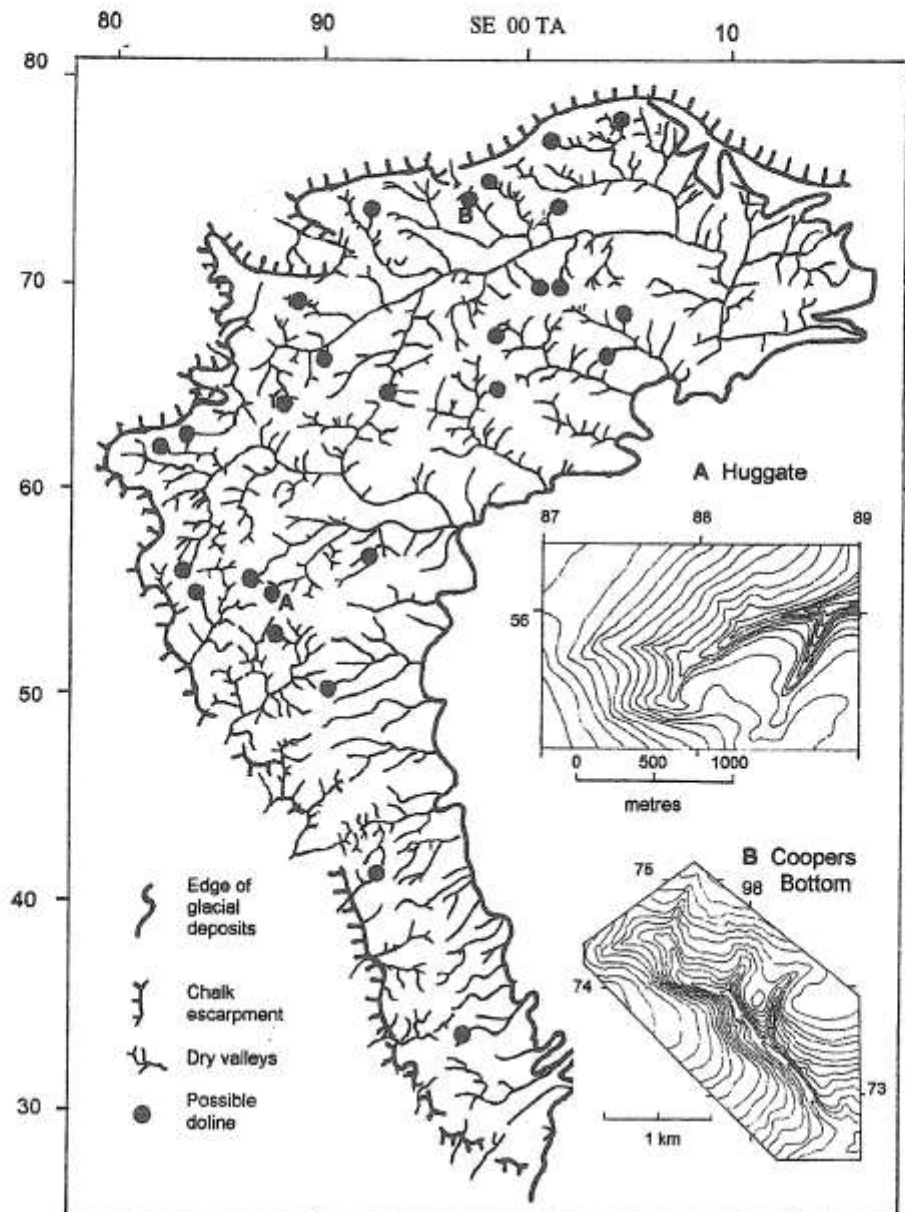 80 90 SE 00 TA 10
80
70
60
50
40
30
B
A
A Huggate
87 88 89
56
0 500 1000
metres
B Coopers
Bottom
75
98
74
73
1 km
Edge of
glacial
deposits
Chalk
escarpment
Dry valleys
Possible
doline